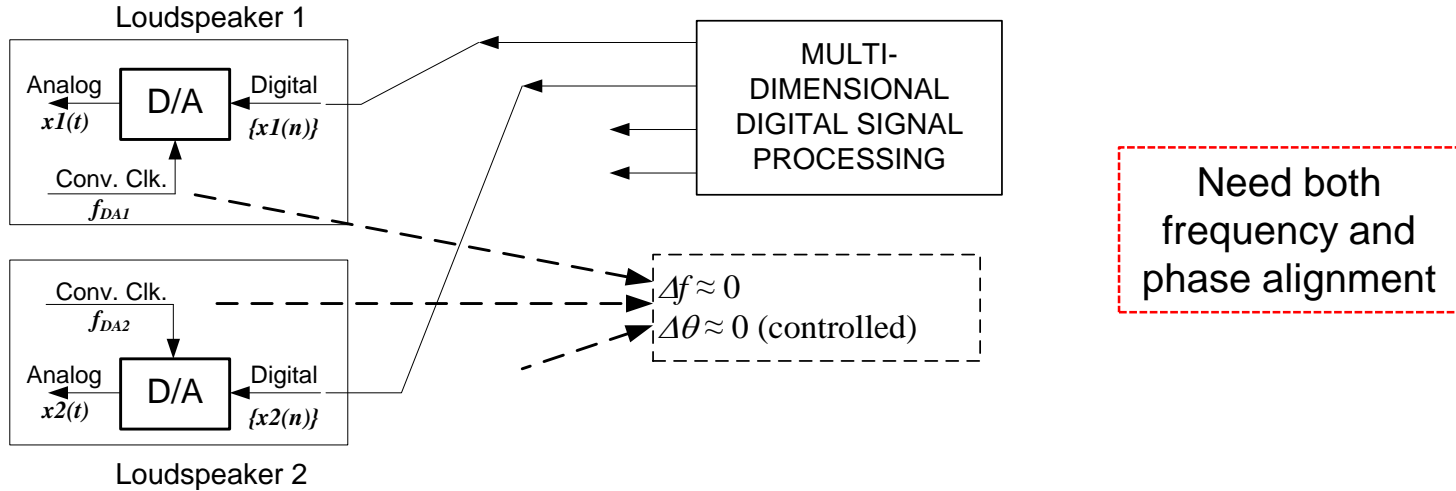 Loudspeaker 1
Analog
x1(t)
D/A
Digital
{x1(n)}
Conv. Clk.
fDA1
MULTI-
DIMENSIONAL
DIGITAL SIGNAL
PROCESSING
Need both
frequency and
phase alignment
Δf ≈ 0
Δθ ≈ 0 (controlled)
Conv. Clk.
fDA2
Analog
x2(t)
D/A
Digital
{x2(n)}
Loudspeaker 2